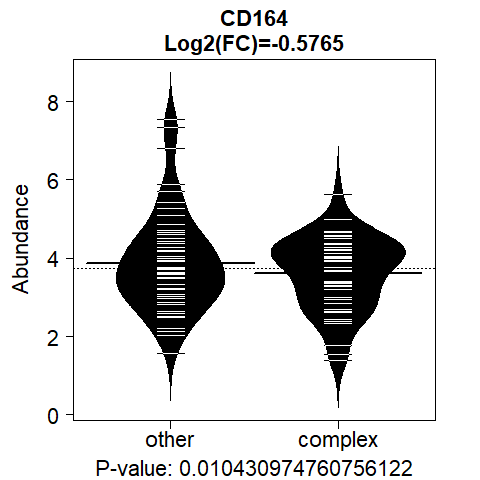 CD164
Log2(FC)=-0.5765
Abundance
8
6
4
2
0
other complex
P-value: 0.010430974760756122